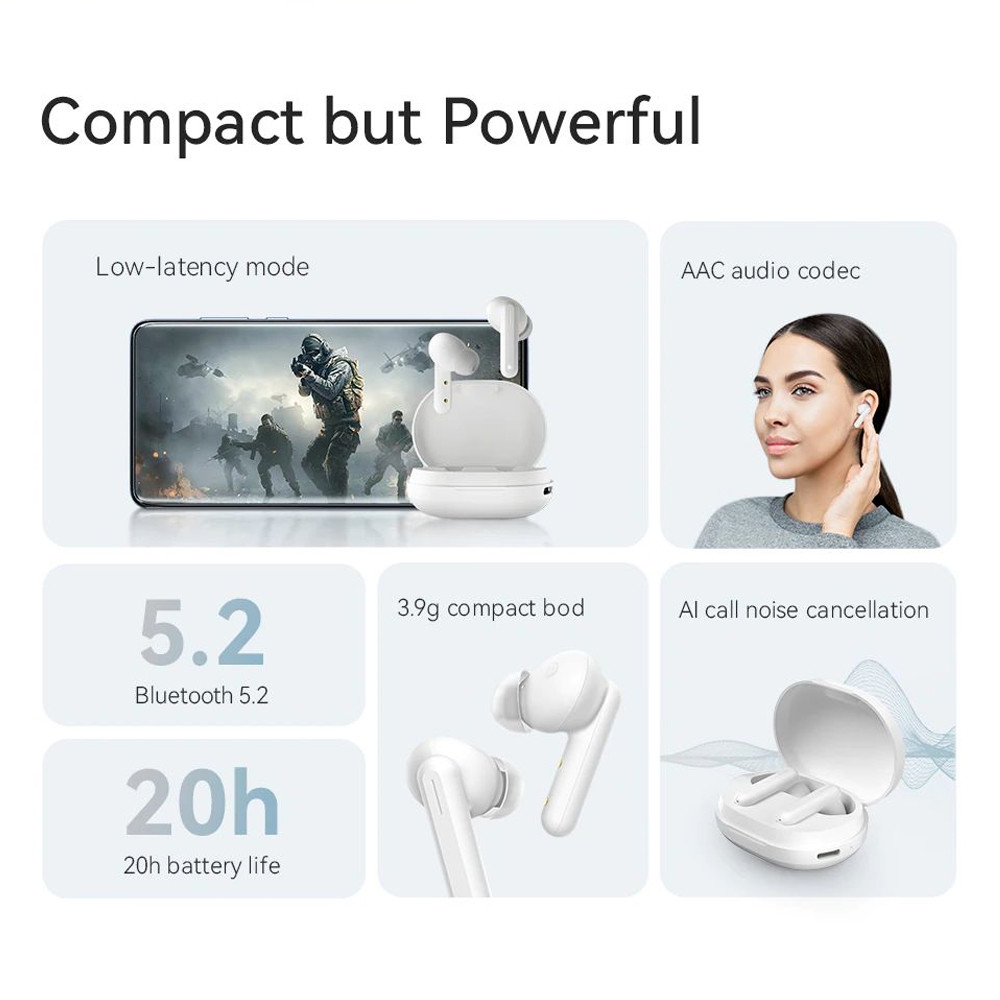 Compact but Powerful
Low-latency mode
AAC audio codec
5.2
Bluetooth 5.2
3.9g compact bod
AI call noise cancellation
20h
20h battery life